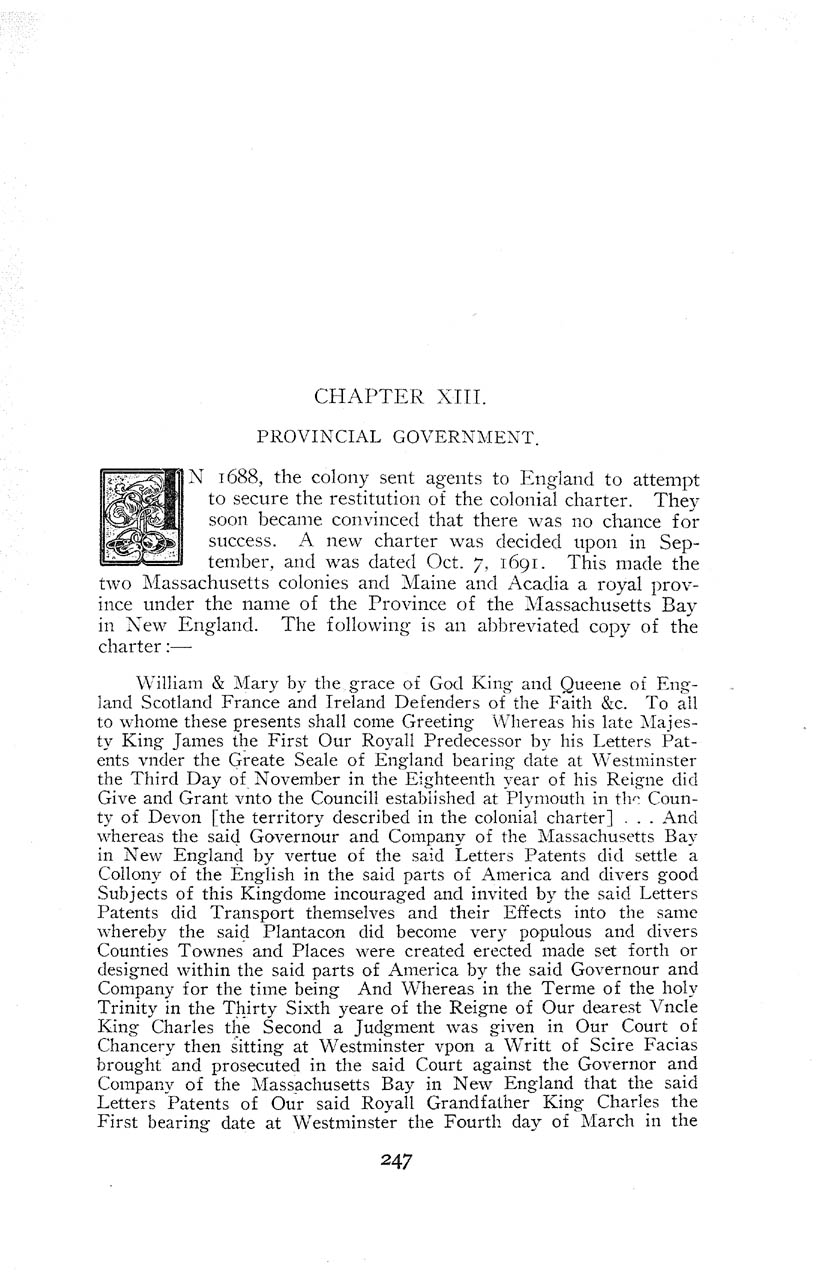 CHAPTER XIII.
PROVINCIAL GOVERNMENT.
IN 1688, the colony sent agents to England to attempt
to secure the restitution of the colonial charter. They
soon became convinced that there was no chance for
success. A new charter was decided upon in Sep-
tember, and was dated Oct. 7, 1691. This made the
two Massachusetts colonies and Maine and Acadia a royal prov-
ince under the name of the Province of the Massachusetts Bay
in New England. The following is an abbreviated copy of the
charter:—
William & Mary by the grace of God King and Queene of Eng-
land Scotland France and Ireland Defenders of the Faith &c. To all
to whome these presents shall come Greeting Whereas his late Majes-
ty King James the First Our Royall Predecessor by his Letters Pat-
ents vnder the Greate Seale of England bearing date at Westminster
the Third Day of November in the Eighteenth year of his Reigne did
Give and Grant vnto the Councill established at Plymouth in the Coun-
ty of Devon [the territory described in the colonial charter] . . . And
whereas the said Governour and Company of the Massachusetts Bay
in New England by vertue of the said Letters Patents did settle a
Collony of the English in the said parts of America and divers good
Subjects of this Kingdome incouraged and invited by the said Letters
Patents did Transport themselves and their Effects into the same
whereby the said Plantacon did become very populous and divers
Counties Townes and Places were created erected made set forth or
designed within the said parts of America by the said Governour and
Company for the time being And Whereas in the Terme of the holy
Trinity in the Thirty Sixth yeare of the Reigne of Our dearest Vncle
King Charles the Second a Judgment was given in Our Court of
Chancery then sitting at Westminster vpon a Writt of Scire Facias
brought and prosecuted in the said Court against the Governor and
Company of the Massachusetts Bay in New England that the said
Letters Patents of Our said Royall Grandfather King Charles the
First bearing date at Westminster the Fourth day of March in the
247